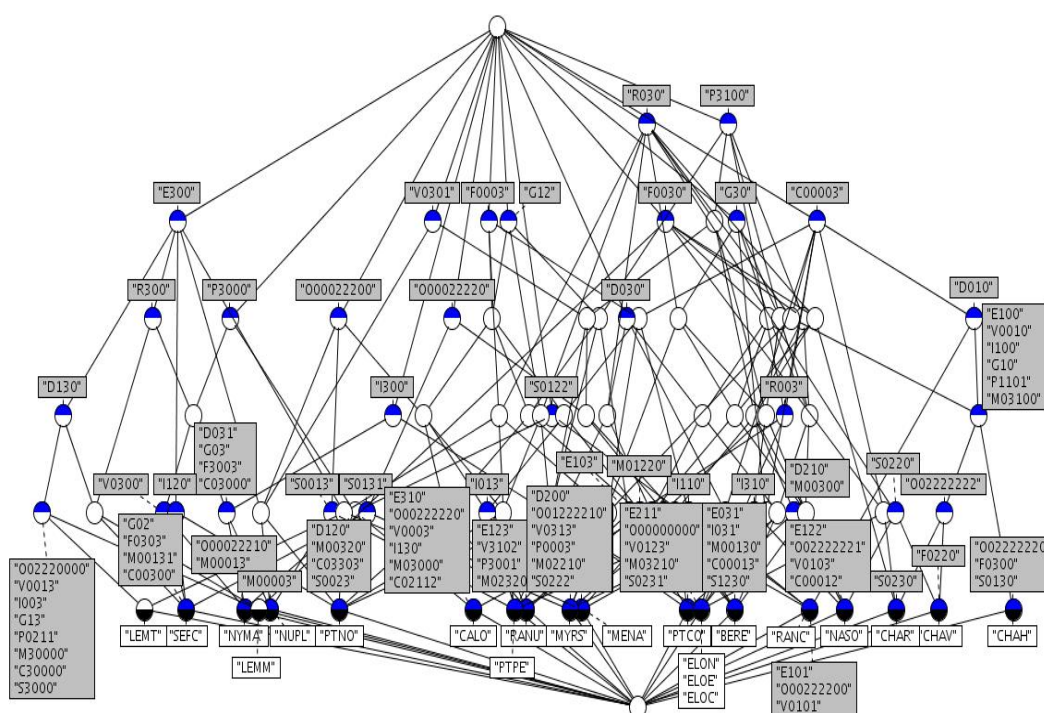 "R030" "P3100"
"E300" "V0301" "F0003" "G12" "F0030" "G30" "C00003"
"R300" "P3000" "O00022200" "O00022220" "D030" "D010"
"E100"
"V0010"
"I100"
"G10"
"P1101"
"M03100"
"D130" "I300" "S0122" "R003"
"D031"
"G03"
"F3003"
"C03000"
"E103" "M01220" "D210"
"M00300"
"S0220"
"V0300" "I120" "S0013" "S0131" "I013" "I110" "I310" "O02222222"
"E310"
"O00222220"
"V0003"
"I130"
"M03000"
"C02112"
"D200"
"O01222210"
"V0313"
"P0003"
"M02210"
"S0222"
"E211"
"O00000000"
"V0123"
"M03210"
"S0231"
"E031"
"I031"
"M00130"
"C00013"
"S1230"
"G02"
"F0303"
"M00131"
"C00300"
"D120"
"M00320"
"C03303"
"S0023"
"E123"
"V3102"
"P3001"
"M02320"
"E122"
"O02222221"
"V0103"
"C00012"
"O00022210"
"M00013"
"F0220"
"O02222220"
"F0300"
"S0130"
"M00003" "S0230"
"O02220000"
"V0013"
"I003"
"G13"
"P0211"
"M30000"
"C30000"
"S3000"
"LEMT" "SEFC" "NYMA" "NUPL" "PTNO" "CALO" "RANU" "MYRS" "MENA" "PTCO" "BERE" "RANC" "NASO" "CHAR" "CHAV" "CHAH"
"LEMM" "PTPE"
"ELON"
"ELOE"
"ELOC"
"E101"
"O00222200"
"V0101"